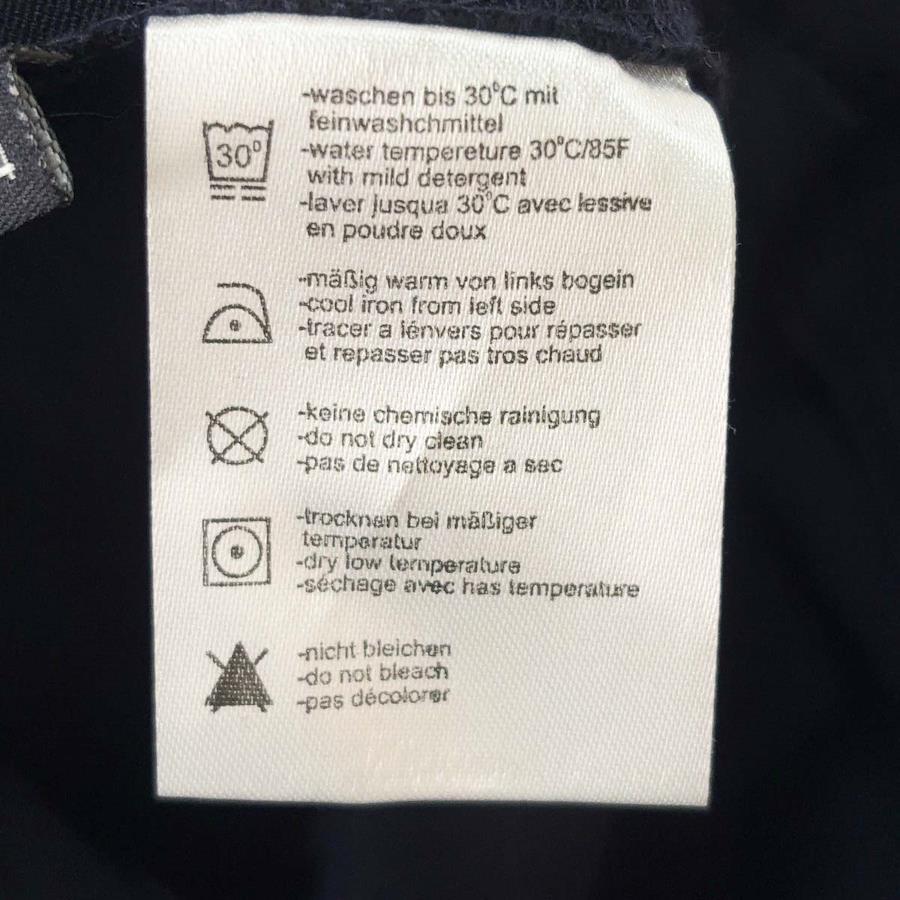 -waschen bis 30°C mit
feinwashchmittel
30°
-water tempereture 30°C/85F
with mild detergent
-laver jusqua 30°C avec lessive
en poudre doux
-mäßig warm von links bogein
-cool iron from left side
-tracer a lénvers pour répasser
et repasser pas tros chaud
-keine chemische rainigung
-do not dry clean
-pas de nettoyage a sec
-trocknan bei mäßiger
temperatur
-dry low temperature
-séchage avec has temperature
-nicht bleichen
-do not bleach
-pas décolorer